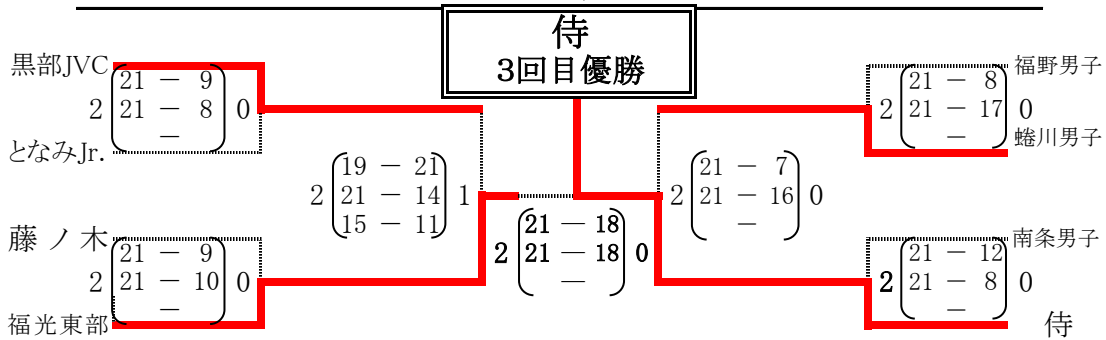 侍
3回目優勝
黒部JVC
21 － 9
2 21 － 8 0
－
となみJr.
19 － 21
2 21 － 14 1
15 － 11
藤ノ木
21 － 9
2 21 － 10 0
－
福光東部
21 － 18
2 21 － 18 0
－
福野男子
21 － 8
2 21 － 17 0
－
蜷川男子
21 － 7
2 21 － 16 0
－
南条男子
21 － 12
2 21 － 8 0
－
侍